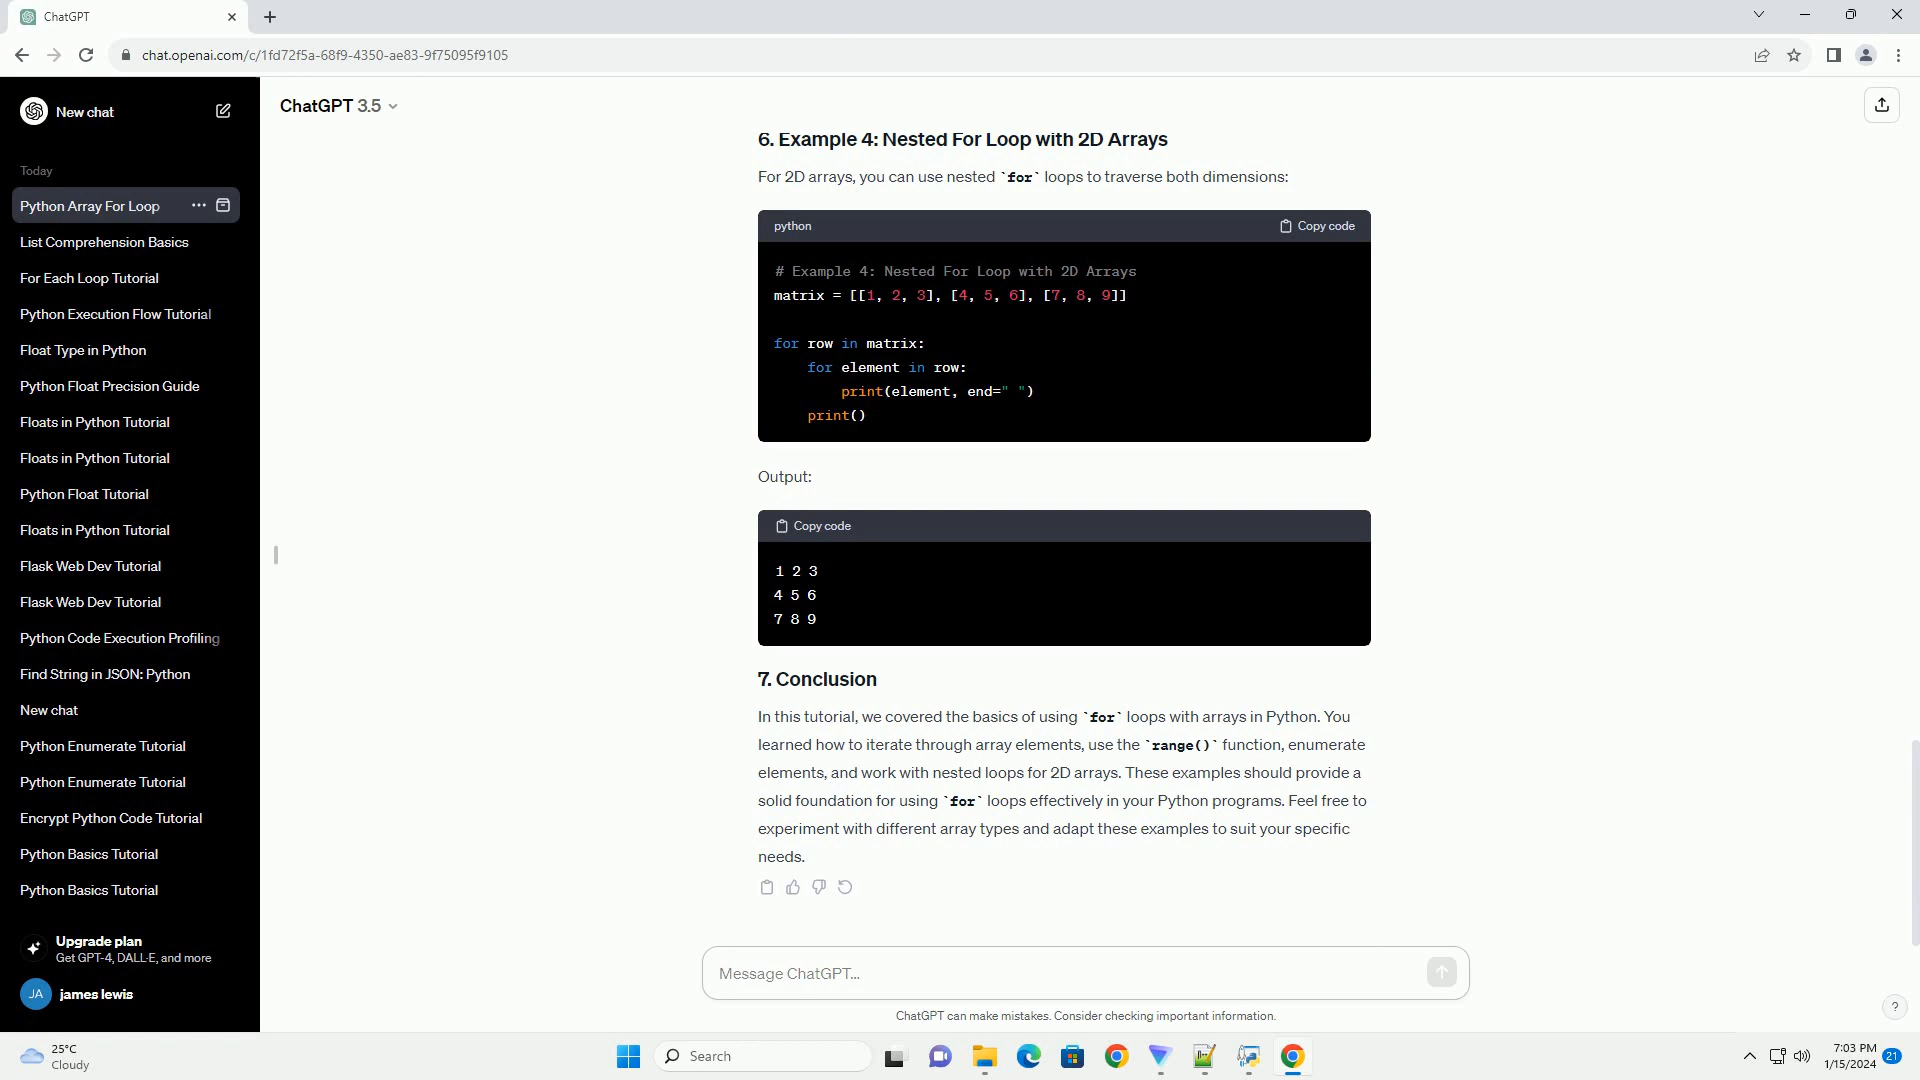 ChatGPT
chat.openai.com/c/1fd72f5a-68f9-4350-ae83-9f75095f9105
New chat
Today
Python Array For Loop
List Comprehension Basics
For Each Loop Tutorial
Python Execution Flow Tutorial
Float Type in Python
Python Float Precision Guide
Floats in Python Tutorial
Floats in Python Tutorial
Python Float Tutorial
Floats in Python Tutorial
Flask Web Dev Tutorial
Flask Web Dev Tutorial
Python Code Execution Profiling
Find String in JSON: Python
New chat
Python Enumerate Tutorial
Python Enumerate Tutorial
Encrypt Python Code Tutorial
Python Basics Tutorial
Python Basics Tutorial
Upgrade plan
Get GPT-4, DALL·E, and more
JA james lewis
ChatGPT 3.5
6. Example 4: Nested For Loop with 2D Arrays
For 2D arrays, you can use nested `for` loops to traverse both dimensions:
python Copy code
# Example 4: Nested For Loop with 2D Arrays
matrix = [[1, 2, 3], [4, 5, 6], [7, 8, 9]]
for row in matrix:
for element in row:
print(element, end=" ")
print()
Output:
Copy code
1 2 3
4 5 6
7 8 9
7. Conclusion
In this tutorial, we covered the basics of using `for` loops with arrays in Python. You
learned how to iterate through array elements, use the `range()` function, enumerate
elements, and work with nested loops for 2D arrays. These examples should provide a
solid foundation for using `for` loops effectively in your Python programs. Feel free to
experiment with different array types and adapt these examples to suit your specific
needs.
Message ChatGPT...
ChatGPT can make mistakes. Consider checking important information.
?
25°C
Cloudy
Search
7:03 PM
1/15/2024
21